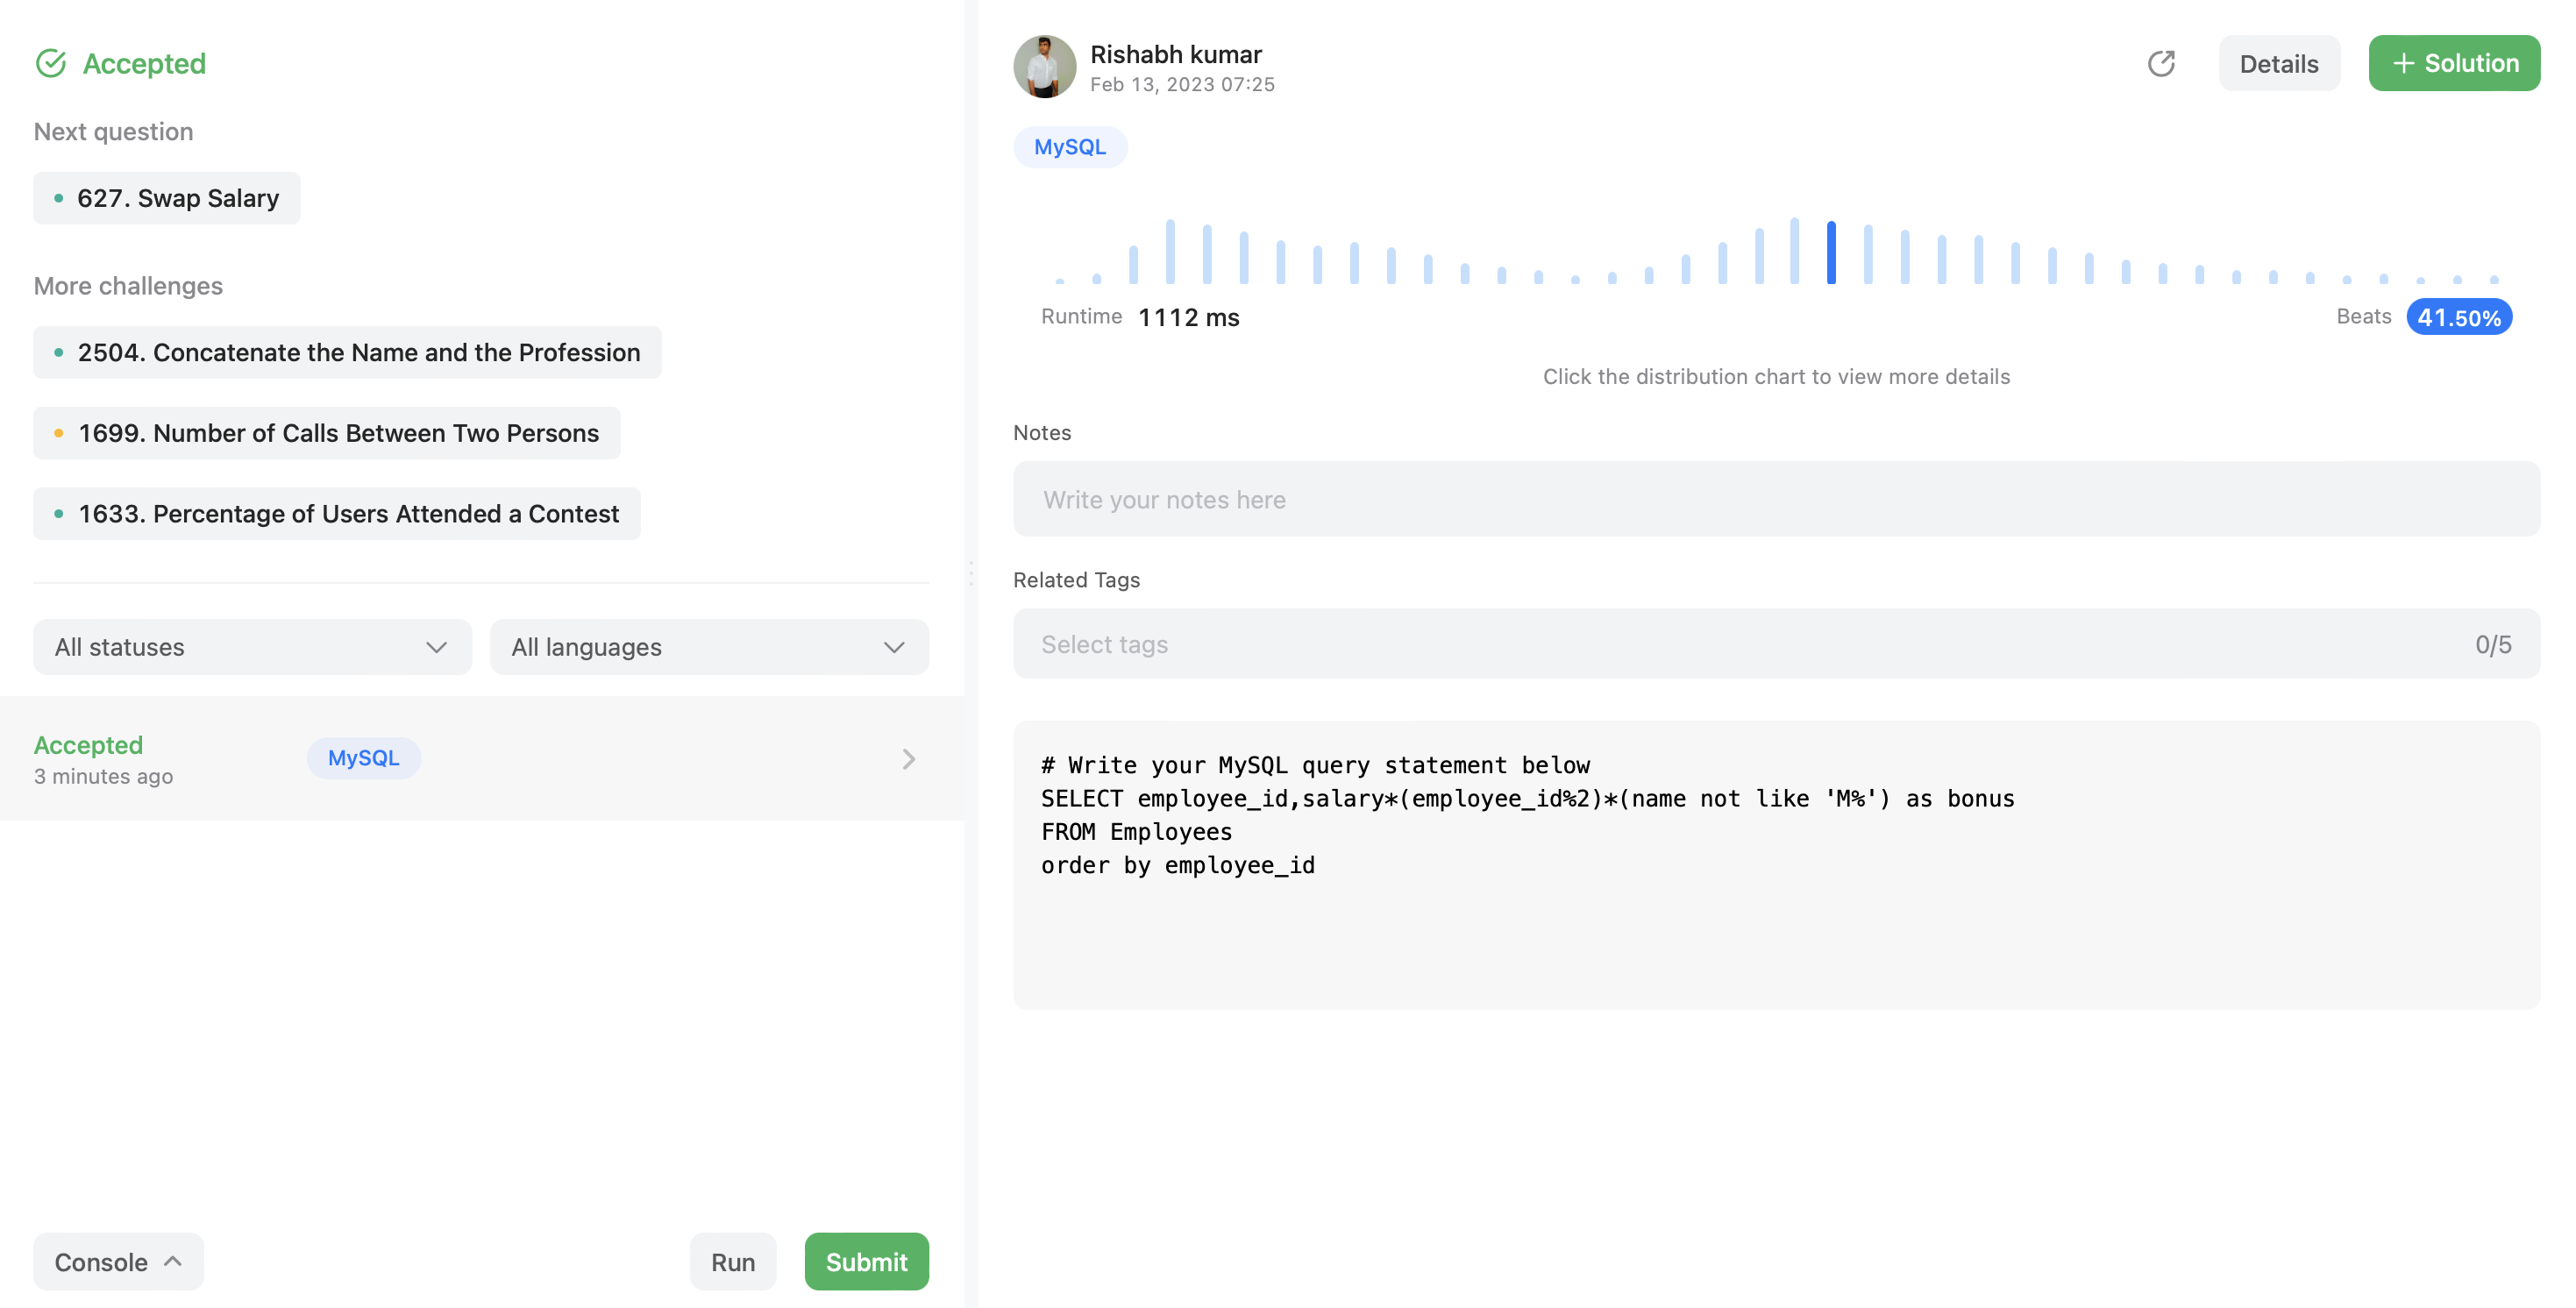 Accepted
Next question
627. Swap Salary
More challenges
2504. Concatenate the Name and the Profession
1699. Number of Calls Between Two Persons
1633. Percentage of Users Attended a Contest
All statuses
All languages
Accepted
3 minutes ago
MySQL
Console
Run
Submit
Rishabh kumar
Feb 13, 2023 07:25
Details
+ Solution
MySQL
Runtime 1112 ms
Beats 41.50%
Click the distribution chart to view more details
Notes
Write your notes here
Related Tags
Select tags
0/5
# Write your MySQL query statement below
SELECT employee_id,salary*(employee_id%2)*(name not like 'M%') as bonus
FROM Employees
order by employee_id